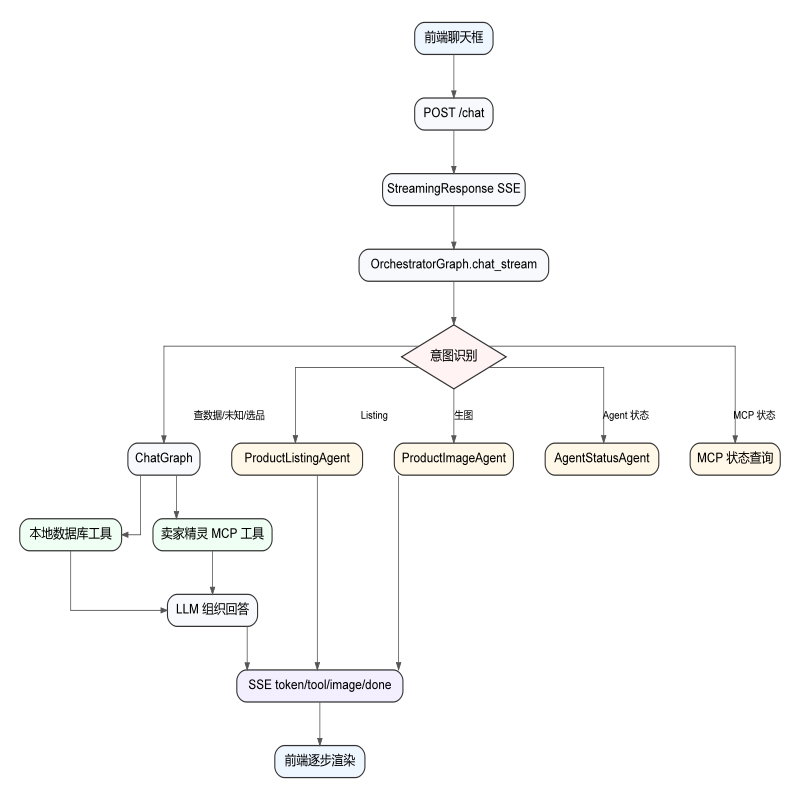 前端聊天框
POST /chat
StreamingResponse SSE
OrchestratorGraph.chat_stream
意图识别
查数据/未知/选品
Listing
生图
Agent 状态
MCP 状态
ChatGraph
ProductListingAgent
ProductImageAgent
AgentStatusAgent
MCP 状态查询
本地数据库工具
卖家精灵 MCP 工具
LLM 组织回答
SSE token/tool/image/done
前端逐步渲染